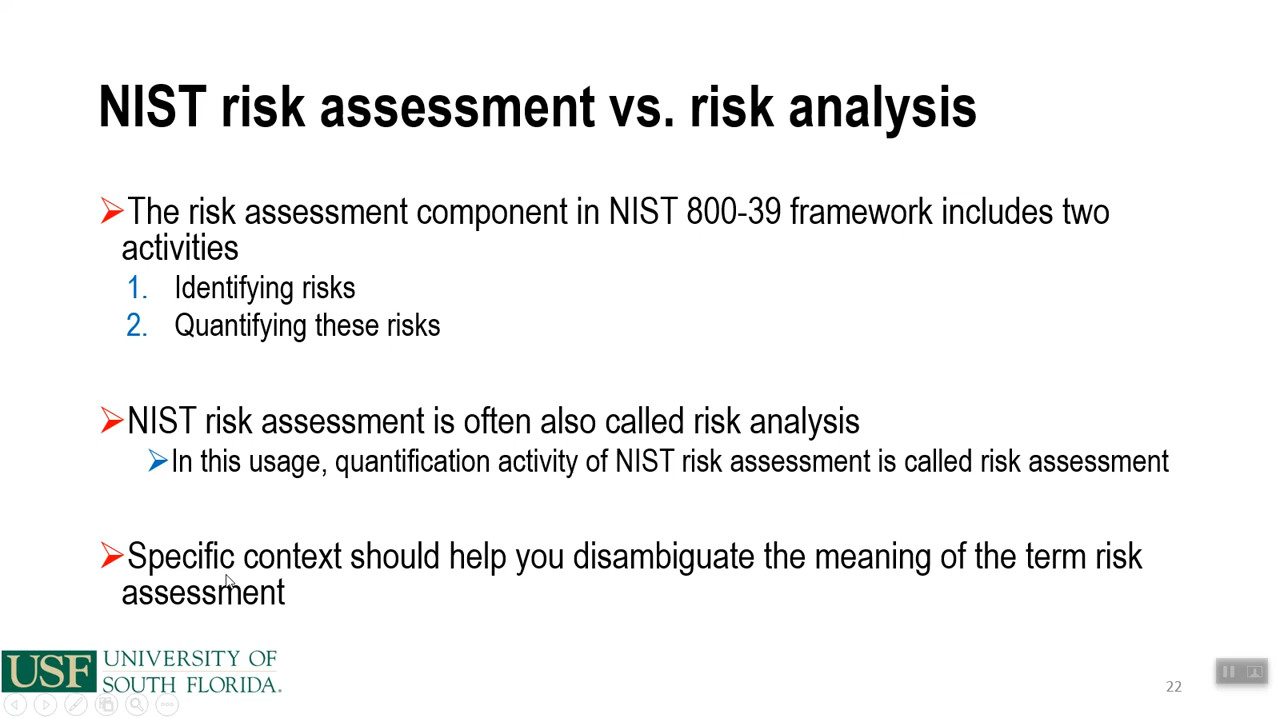 NIST risk assessment vs. risk analysis
The risk assessment component in NIST 800-39 framework includes two
activities
1. Identifying risks
2. Quantifying these risks
NIST risk assessment is often also called risk analysis
In this usage, quantification activity of NIST risk assessment is called risk assessment
Specific context should help you disambiguate the meaning of the term risk
assessment
USF UNIVERSITY OF
SOUTH FLORIDA.
22